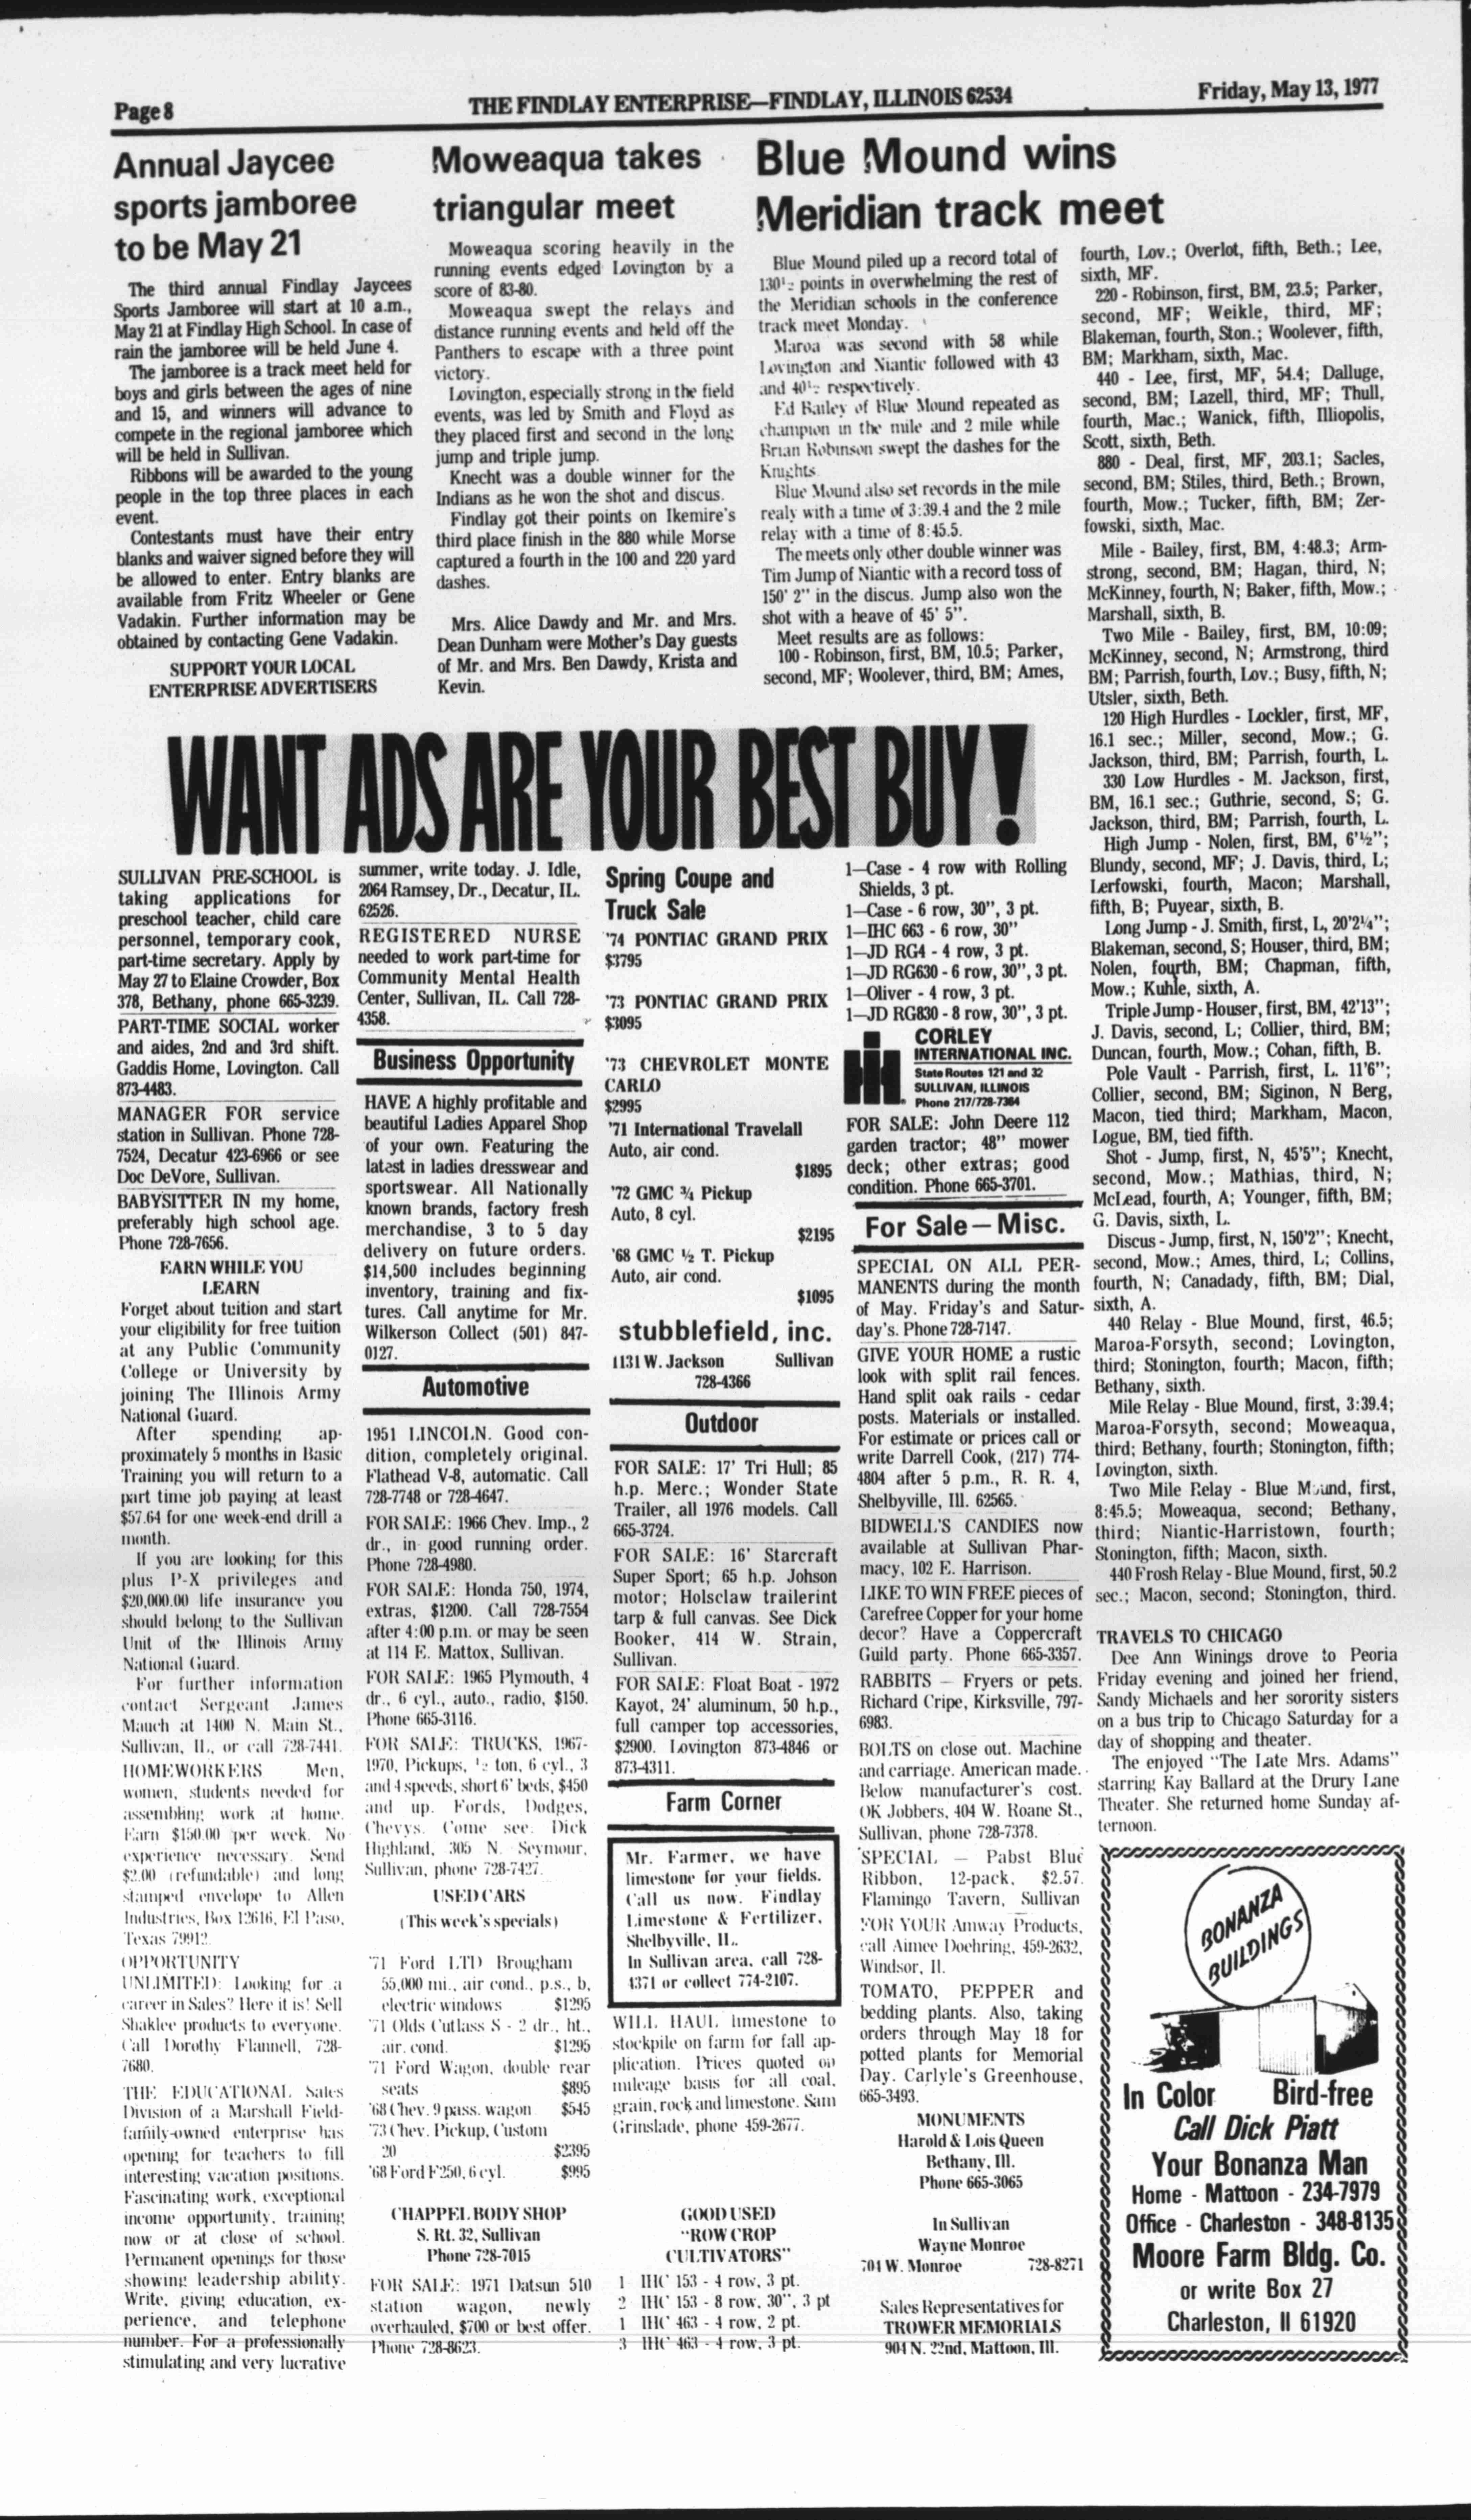 Page 8
THE FINDLAY ENTERPRISE—FINDLAY, ILLINOIS 62534
Friday, May 13, 1977
Annual Jaycee
sports jamboree
to be May 21
The third annual Findlay Jaycees
Sports Jamboree will start at 10 a.m.,
May 21 at Findlay High School. In case of
rain the jamboree will be held June 4.
The jamboree is a track meet held for
boys and girls between the ages of nine
and 15, and winners will advance to
compete in the regional jamboree which
will be held in Sullivan.
Ribbons will be awarded to the young
people in the top three places in each
event.
Contestants must have their entry
blanks and waiver signed before they will
be allowed to enter. Entry blanks are
available from Fritz Wheeler or Gene
Vadakin. Further information may be
obtained by contacting Gene Vadakin.
SUPPORT YOUR LOCAL
ENTERPRISE ADVERTISERS
Moweaqua takes
triangular meet
Moweaqua scoring heavily in the
running events edged Lovington by a
score of 83-80.
Moweaqua swept the relays and
distance running events and held off the
Panthers to escape with a three point
victory.
Lovington, especially strong in the field
events, was led by Smith and Floyd as
they placed first and second in the long
jump and triple jump.
Knecht was a double winner for the
Indians as he won the shot and discus.
Findlay got their points on Ikemire's
third place finish in the 880 while Morse
captured a fourth in the 100 and 220 yard
dashes.
Mrs. Alice Dawdy and Mr. and Mrs.
Dean Dunham were Mother's Day guests
of Mr. and Mrs. Ben Dawdy, Krista and
Kevin.
Blue Mound wins
Meridian track meet
Blue Mound piled up a record total of
130½ points in overwhelming the rest of
the Meridian schools in the conference
track meet Monday.
Maroa was second with 58 while
Lovington and Niantic followed with 43
and 40½ respectively.
Ed Bailey of Blue Mound repeated as
champion in the mile and 2 mile while
Brian Robinson swept the dashes for the
Knights.
Blue Mound also set records in the mile
realy with a time of 3:39.4 and the 2 mile
relay with a time of 8:45.5.
The meets only other double winner was
Tim Jump of Niantic with a record toss of
150' 2" in the discus. Jump also won the
shot with a heave of 45' 5".
Meet results are as follows:
100 - Robinson, first, BM, 10.5; Parker,
second, MF; Woolever, third, BM; Ames,
fourth, Lov.; Overlot, fifth, Beth.; Lee,
sixth, MF.
220 - Robinson, first, BM, 23.5; Parker,
second, MF; Weikle, third, MF;
Blakeman, fourth, Ston.; Woolever, fifth,
BM; Markham, sixth, Mac.
440 - Lee, first, MF, 54.4; Dalluge,
second, BM; Lazell, third, MF; Thull,
fourth, Mac.; Wanick, fifth, Illiopolis,
Scott, sixth, Beth.
880 - Deal, first, MF, 203.1; Sacles,
second, BM; Stiles, third, Beth.; Brown,
fourth, Mow.; Tucker, fifth, BM; Zer-
fowski, sixth, Mac.
Mile - Bailey, first, BM, 4:48.3; Arm-
strong, second, BM; Hagan, third, N;
McKinney, fourth, N; Baker, fifth, Mow.;
Marshall, sixth, B.
Two Mile - Bailey, first, BM, 10:09;
McKinney, second, N; Armstrong, third
BM; Parrish, fourth, Lov.; Busy, fifth, N;
Utsler, sixth, Beth.
120 High Hurdles - Lockler, first, MF,
16.1 sec.; Miller, second, Mow.; G.
Jackson, third, BM; Parrish, fourth, L.
330 Low Hurdles - M. Jackson, first,
BM, 16.1 sec.; Guthrie, second, S; G.
Jackson, third, BM; Parrish, fourth, L.
High Jump - Nolen, first, BM, 6'½";
Blundy, second, MF; J. Davis, third, L;
Lerfowski, fourth, Macon; Marshall,
fifth, B; Puyear, sixth, B.
Long Jump - J. Smith, first, L, 20'2¼";
Blakeman, second, S; Houser, third, BM;
Nolen, fourth, BM; Chapman, fifth,
Mow.; Kuhle, sixth, A.
Triple Jump - Houser, first, BM, 42'13";
J. Davis, second, L; Collier, third, BM;
Duncan, fourth, Mow.; Cohan, fifth, B.
Pole Vault - Parrish, first, L. 11'6";
Collier, second, BM; Siginon, N Berg,
Macon, tied third; Markham, Macon,
Logue, BM, tied fifth.
Shot - Jump, first, N, 45'5"; Knecht,
second, Mow.; Mathias, third, N;
McLead, fourth, A; Younger, fifth, BM;
G. Davis, sixth, L.
Discus - Jump, first, N, 150'2"; Knecht,
second, Mow.; Ames, third, L; Collins,
fourth, N; Canadady, fifth, BM; Dial,
sixth, A.
440 Relay - Blue Mound, first, 46.5;
Maroa-Forsyth, second; Lovington,
third; Stonington, fourth; Macon, fifth;
Bethany, sixth.
Mile Relay - Blue Mound, first, 3:39.4;
Maroa-Forsyth, second; Moweaqua,
third; Bethany, fourth; Stonington, fifth;
Lovington, sixth.
Two Mile Relay - Blue Mound, first,
8:45.5; Moweaqua, second; Bethany,
third; Niantic-Harristown, fourth;
Stonington, fifth; Macon, sixth.
440 Frosh Relay - Blue Mound, first, 50.2
sec.; Macon, second; Stonington, third.
TRAVELS TO CHICAGO
Dee Ann Winings drove to Peoria
Friday evening and joined her friend,
Sandy Michaels and her sorority sisters
on a bus trip to Chicago Saturday for a
day of shopping and theater.
The enjoyed "The Late Mrs. Adams"
starring Kay Ballard at the Drury Lane
Theater. She returned home Sunday af-
ternoon.
WANT ADS ARE YOUR BEST BUY!
SULLIVAN PRE-SCHOOL is
taking applications for
preschool teacher, child care
personnel, temporary cook,
part-time secretary. Apply by
May 27 to Elaine Crowder, Box
378, Bethany, phone 665-3239.
PART-TIME SOCIAL worker
and aides, 2nd and 3rd shift.
Gaddis Home, Lovington. Call
873-4483.
MANAGER FOR service
station in Sullivan. Phone 728-
7524, Decatur 423-6966 or see
Doc DeVore, Sullivan.
BABYSITTER IN my home,
preferably high school age.
Phone 728-7656.
EARN WHILE YOU
LEARN
Forget about tuition and start
your eligibility for free tuition
at any Public Community
College or University by
joining The Illinois Army
National Guard.
After spending ap-
proximately 5 months in Basic
Training you will return to a
part time job paying at least
$57.64 for one week-end drill a
month.
If you are looking for this
plus P-X privileges and
$20,000.00 life insurance you
should belong to the Sullivan
Unit of the Illinois Army
National Guard.
For further information
contact Sergeant James
Mauch at 1400 N. Main St.,
Sullivan, IL, or call 728-7441.
HOMEWORKERS Men,
women, students needed for
assembling work at home.
Earn $150.00 per week. No
experience necessary. Send
$2.00 (refundable) and long
stamped envelope to Allen
Industries, Box 12616, El Paso,
Texas 79912.
OPPORTUNITY
UNLIMITED: Looking for a
career in Sales? Here it is! Sell
Shaklee products to everyone.
Call Dorothy Flannell, 728-
7680.
THE EDUCATIONAL Sales
Division of a Marshall Field-
family-owned enterprise has
opening for teachers to fill
interesting vacation positions.
Fascinating work, exceptional
income opportunity, training
now or at close of school.
Permanent openings for those
showing leadership ability.
Write, giving education, ex-
perience, and telephone
number. For a professionally
stimulating and very lucrative
summer, write today. J. Idle,
2064 Ramsey, Dr., Decatur, IL.
62526.
REGISTERED NURSE
needed to work part-time for
Community Mental Health
Center, Sullivan, IL. Call 728-
4358.
Business Opportunity
HAVE A highly profitable and
beautiful Ladies Apparel Shop
of your own. Featuring the
latest in ladies dresswear and
sportswear. All Nationally
known brands, factory fresh
merchandise, 3 to 5 day
delivery on future orders.
$14,500 includes beginning
inventory, training and fix-
tures. Call anytime for Mr.
Wilkerson Collect (501) 847-
0127.
Automotive
1951 LINCOLN. Good con-
dition, completely original.
Flathead V-8, automatic. Call
728-7748 or 728-4647.
FOR SALE: 1966 Chev. Imp., 2
dr., in good running order.
Phone 728-4980.
FOR SALE: Honda 750, 1974,
extras, $1200. Call 728-7554
after 4:00 p.m. or may be seen
at 114 E. Mattox, Sullivan.
FOR SALE: 1965 Plymouth, 4
dr., 6 cyl., auto., radio, $150.
Phone 665-3116.
FOR SALE: TRUCKS, 1967-
1970, Pickups, ½ ton, 6 cyl., 3
and 4 speeds, short 6' beds, $450
and up. Fords, Dodges,
Chevys. Come see. Dick
Highland, 305 N. Seymour,
Sullivan, phone 728-7427.
USED CARS
(This week's specials)
'71 Ford LTD Brougham
55,000 mi., air cond., p.s., b,
electric windows $1295
'71 Olds Cutlass S - 2 dr., ht.,
air. cond. $1295
'71 Ford Wagon, double rear
seats $895
'68 Chev. 9 pass. wagon $545
'73 Chev. Pickup, Custom
20 $2395
'68 Ford F250, 6 cyl. $995
CHAPPEL BODY SHOP
S. Rt. 32, Sullivan
Phone 728-7015
FOR SALE: 1971 Datsun 510
station wagon, newly
overhauled, $700 or best offer.
Phone 728-8623.
Spring Coupe and
Truck Sale
'74 PONTIAC GRAND PRIX
$3795
'73 PONTIAC GRAND PRIX
$3095
'73 CHEVROLET MONTE
CARLO
$2995
'71 International Travelall
Auto, air cond.
$1895
'72 GMC ¾ Pickup
Auto, 8 cyl.
$2195
'68 GMC ½ T. Pickup
Auto, air cond.
$1095
stubblefield, inc.
1131 W. Jackson Sullivan
728-4366
Outdoor
FOR SALE: 17' Tri Hull; 85
h.p. Merc.; Wonder State
Trailer, all 1976 models. Call
665-3724.
FOR SALE: 16' Starcraft
Super Sport; 65 h.p. Johson
motor; Holsclaw trailerint
tarp & full canvas. See Dick
Booker, 414 W. Strain,
Sullivan.
FOR SALE: Float Boat - 1972
Kayot, 24' aluminum, 50 h.p.,
full camper top accessories,
$2900. Lovington 873-4846 or
873-4311.
Farm Corner
Mr. Farmer, we have
limestone for your fields.
Call us now. Findlay
Limestone & Fertilizer,
Shelbyville, IL.
In Sullivan area, call 728-
4371 or collect 774-2107.
WILL HAUL limestone to
stockpile on farm for fall ap-
plication. Prices quoted on
mileage basis for all coal,
grain, rock and limestone. Sam
Grinslade, phone 459-2677.
GOOD USED
"ROW CROP
CULTIVATORS"
1 IHC 153 - 4 row, 3 pt.
2 IHC 153 - 8 row, 30", 3 pt
1 IHC 463 - 4 row, 2 pt.
3 IHC 463 - 4 row, 3 pt.
1—Case - 4 row with Rolling
Shields, 3 pt.
1—Case - 6 row, 30", 3 pt.
1—IHC 663 - 6 row, 30"
1—JD RG4 - 4 row, 3 pt.
1—JD RG630 - 6 row, 30", 3 pt.
1—Oliver - 4 row, 3 pt.
1—JD RG830 - 8 row, 30", 3 pt.
CORLEY
INTERNATIONAL INC.
State Routes 121 and 32
SULLIVAN, ILLINOIS
Phone 217/728-7364
FOR SALE: John Deere 112
garden tractor; 48" mower
deck; other extras; good
condition. Phone 665-3701.
For Sale—Misc.
SPECIAL ON ALL PER-
MANENTS during the month
of May. Friday's and Satur-
day's. Phone 728-7147.
GIVE YOUR HOME a rustic
look with split rail fences.
Hand split oak rails - cedar
posts. Materials or installed.
For estimate or prices call or
write Darrell Cook, (217) 774-
4804 after 5 p.m., R. R. 4,
Shelbyville, Ill. 62565.
BIDWELL'S CANDIES now
available at Sullivan Phar-
macy, 102 E. Harrison.
LIKE TO WIN FREE pieces of
Carefree Copper for your home
decor? Have a Coppercraft
Guild party. Phone 665-3357.
RABBITS — Fryers or pets.
Richard Cripe, Kirksville, 797-
6983.
BOLTS on close out. Machine
and carriage. American made.
Below manufacturer's cost.
OK Jobbers, 404 W. Roane St.,
Sullivan, phone 728-7378.
SPECIAL — Pabst Blue
Ribbon, 12-pack, $2.57.
Flamingo Tavern, Sullivan
FOR YOUR Amway Products,
call Aimee Doehring, 459-2632,
Windsor, Il.
TOMATO, PEPPER and
bedding plants. Also, taking
orders through May 18 for
potted plants for Memorial
Day. Carlyle's Greenhouse,
665-3493.
MONUMENTS
Harold & Lois Queen
Bethany, Ill.
Phone 665-3065
In Sullivan
Wayne Monroe
704 W. Monroe 728-8271
Sales Representatives for
TROWER MEMORIALS
904 N. 22nd, Mattoon, Ill.
BONANZA
BUILDINGS
In Color Bird-free
Call Dick Piatt
Your Bonanza Man
Home - Mattoon - 234-7979
Office - Charleston - 348-8135
Moore Farm Bldg. Co.
or write Box 27
Charleston, Il 61920